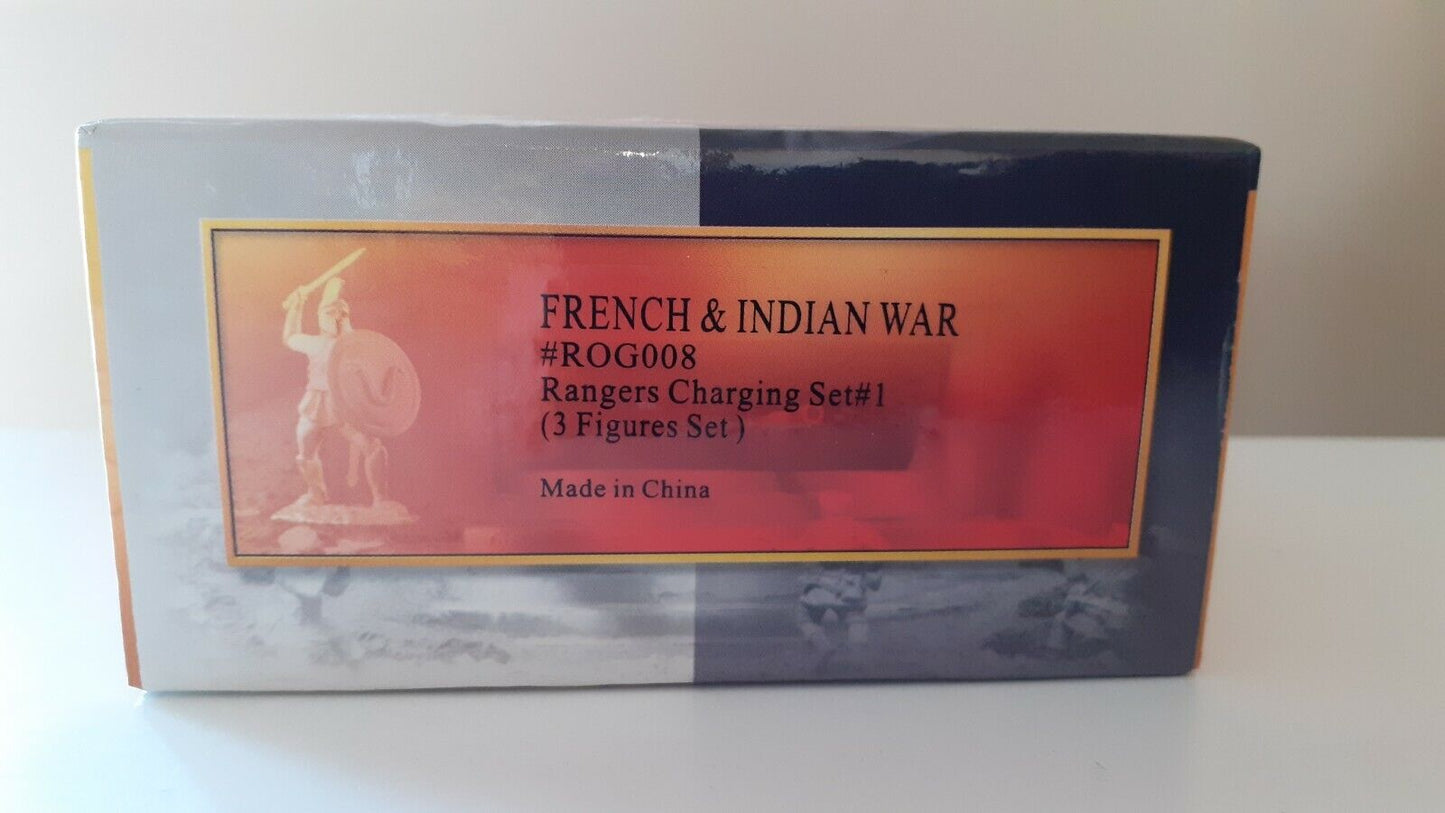 FRENCH & INDIAN WAR
#ROG008
Rangers Charging Set#1
(3 Figures Set )
Made in China